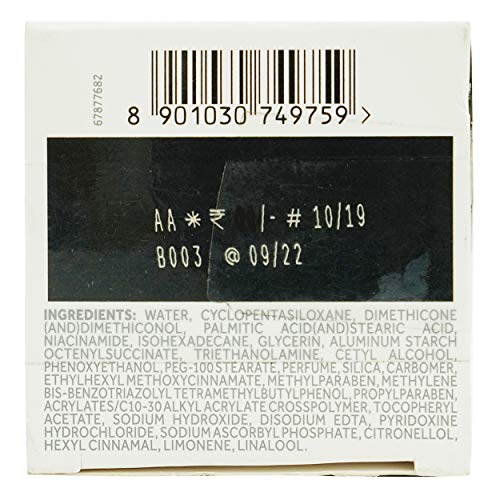 67877682
8 901030 749759 >
AA * ₹ /- # 10/19
B003 @ 09/22
INGREDIENTS: WATER, CYCLOPENTASILOXANE, DIMETHICONE
(AND)DIMETHICONOL, PALMITIC ACID(AND)STEARIC ACID,
NIACINAMIDE, ISOHEXADECANE, GLYCERIN, ALUMINUM STARCH
OCTENYLSUCCINATE, TRIETHANOLAMINE, CETYL ALCOHOL,
PHENOXYETHANOL, PEG-100 STEARATE, PERFUME, SILICA, CARBOMER,
ETHYLHEXYL METHOXYCINNAMATE, METHYLPARABEN, METHYLENE
BIS-BENZOTRIAZOLYL TETRAMETHYLBUTYLPHENOL, PROPYLPARABEN,
ACRYLATES/C10-30 ALKYL ACRYLATE CROSSPOLYMER, TOCOPHERYL
ACETATE, SODIUM HYDROXIDE, DISODIUM EDTA, PYRIDOXINE
HYDROCHLORIDE, SODIUM ASCORBYL PHOSPHATE, CITRONELLOL,
HEXYL CINNAMAL, LIMONENE, LINALOOL.